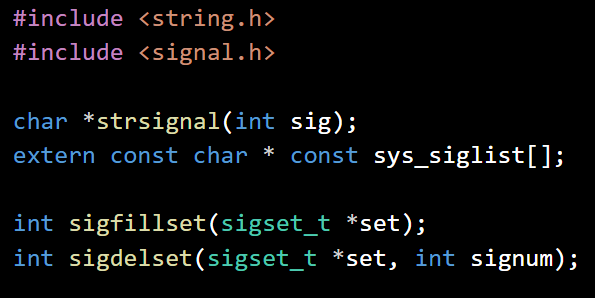 #include <string.h>
#include <signal.h>
char *strsignal(int sig);
extern const char * const sys_siglist[];
int sigfillset(sigset_t *set);
int sigdelset(sigset_t *set, int signum);